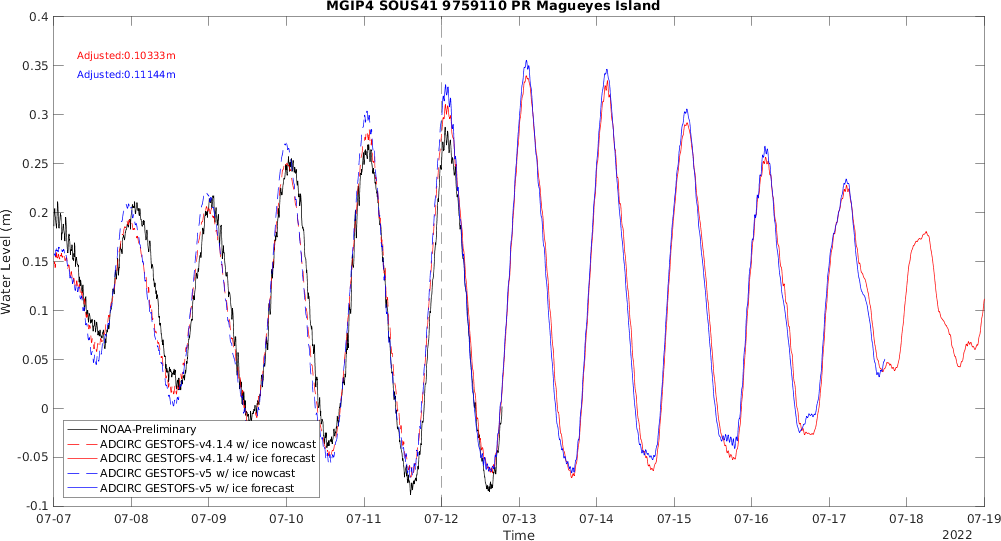 MGIP4 SOUS41 9759110 PR Magueyes Island
0.4
0.35
0.3
0.25
0.2
0.15
0.1
0.05
0
-0.05
-0.1
Water Level (m)
Adjusted:0.10333m
Adjusted:0.11144m
NOAA-Preliminary
ADCIRC GESTOFS-v4.1.4 w/ ice nowcast
ADCIRC GESTOFS-v4.1.4 w/ ice forecast
ADCIRC GESTOFS-v5 w/ ice nowcast
ADCIRC GESTOFS-v5 w/ ice forecast
07-07 07-08 07-09 07-10 07-11 07-12 07-13 07-14 07-15 07-16 07-17 07-18 07-19
Time
2022